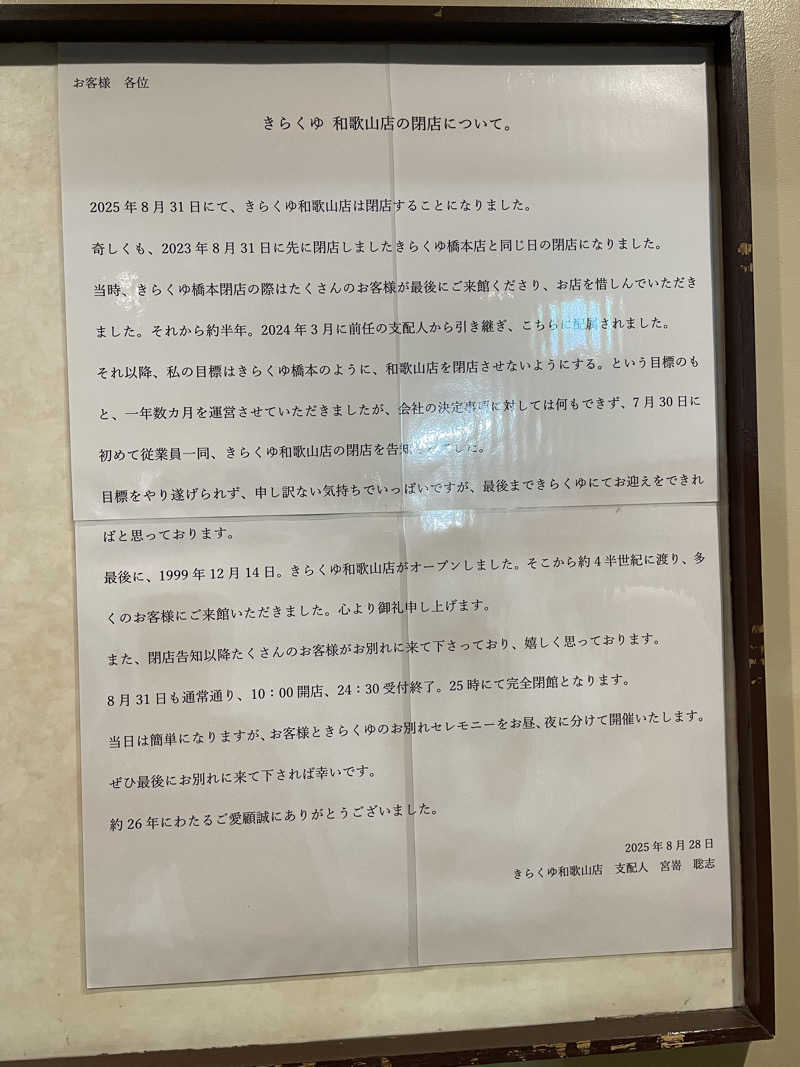 お客様　各位
きらくゆ 和歌山店の閉店について。
2025年8月31日にて、きらくゆ和歌山店は閉店することになりました。
奇しくも、2023年8月31日に先に閉店しましたきらくゆ橋本店と同じ日の閉店になりました。
当時、きらくゆ橋本閉店の際はたくさんのお客様が最後にご来館くださり、お店を惜しんでいただき
ました。それから約半年。2024年3月に前任の支配人から引き継ぎ、こちらに配属されました。
それ以降、私の目標はきらくゆ橋本のように、和歌山店を閉店させないようにする。という目標のも
と、一年数カ月を運営させていただきましたが、会社の決定事項に対しては何もできず、7月30日に
初めて従業員一同、きらくゆ和歌山店の閉店を告知した。
目標をやり遂げられず、申し訳ない気持ちでいっぱいですが、最後まできらくゆにてお迎えをできれ
ばと思っております。
最後に、1999年12月14日。きらくゆ和歌山店がオープンしました。そこから約4半世紀に渡り、多
くのお客様にご来館いただきました。心より御礼申し上げます。
また、閉店告知以降たくさんのお客様がお別れに来て下さっており、嬉しく思っております。
8月31日も通常通り、10：00開店、24：30受付終了。25時にて完全閉館となります。
当日は簡単になりますが、お客様ときらくゆのお別れセレモニーをお昼、夜に分けて開催いたします。
ぜひ最後にお別れに来て下されば幸いです。
約26年にわたるご愛顧誠にありがとうございました。
2025年8月28日
きらくゆ和歌山店　支配人　宮嵜　聡志